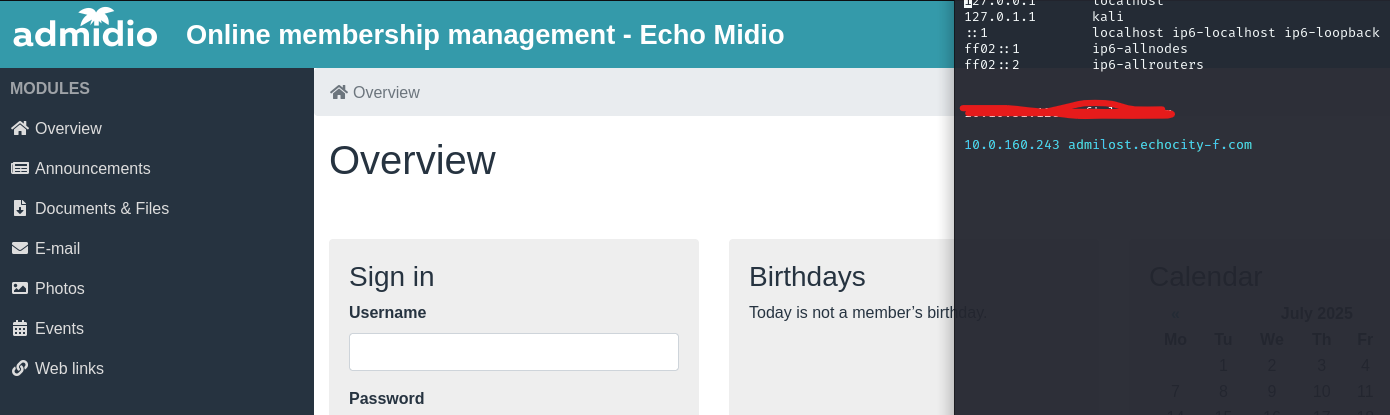 admidio
Online membership management - Echo Midio
MODULES
Overview
Announcements
Documents & Files
E-mail
Photos
Events
Web links
Overview
Overview
Sign in
Username
Password
Birthdays
Today is not a member's birthday.
Calendar
« July 2025
Mo Tu We Th Fr
1 2 3 4
7 8 9 10 11
127.0.0.1 localhost
127.0.1.1 kali
::1 localhost ip6-localhost ip6-loopback
ff02::1 ip6-allnodes
ff02::2 ip6-allrouters
10.0.160.243 admilost.echocity-f.com